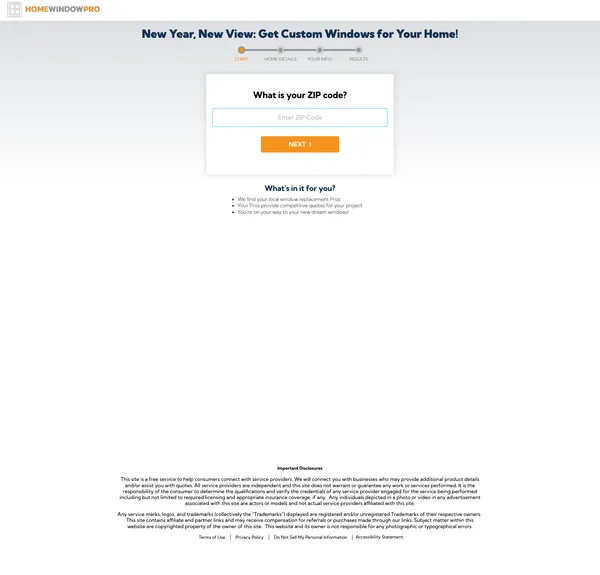 HOMEWINDOWPRO
New Year, New View: Get Custom Windows for Your Home!
START HOME DETAILS YOUR INFO RESULTS
What is your ZIP code?
Enter ZIP Code
NEXT ❯
What's in it for you?
• We find your local window replacement Pros
• Your Pros provide competitive quotes for your project
• You're on your way to your new dream windows!
Important Disclosures
This site is a free service to help consumers connect with service providers. We will connect you with businesses who may provide additional product details
and/or assist you with quotes. All service providers are independent and this site does not warrant or guarantee any work or services performed. It is the
responsibility of the consumer to determine the qualifications and verify the credentials of any service provider engaged for the service being performed
including but not limited to required licensing and appropriate insurance coverage, if any. Any individuals depicted in a photo or video in any advertisement
associated with this site are actors or models and not actual service providers affiliated with this site.
Any service marks, logos, and trademarks (collectively the "Trademarks") displayed are registered and/or unregistered Trademarks of their respective owners.
This site contains affiliate and partner links and may receive compensation for referrals or purchases made through our links. Subject matter within this
website are copyrighted property of the owner of this site. This website and its owner is not responsible for any photographic or typographical errors
Terms of Use | Privacy Policy | Do Not Sell My Personal Information | Accessibility Statement